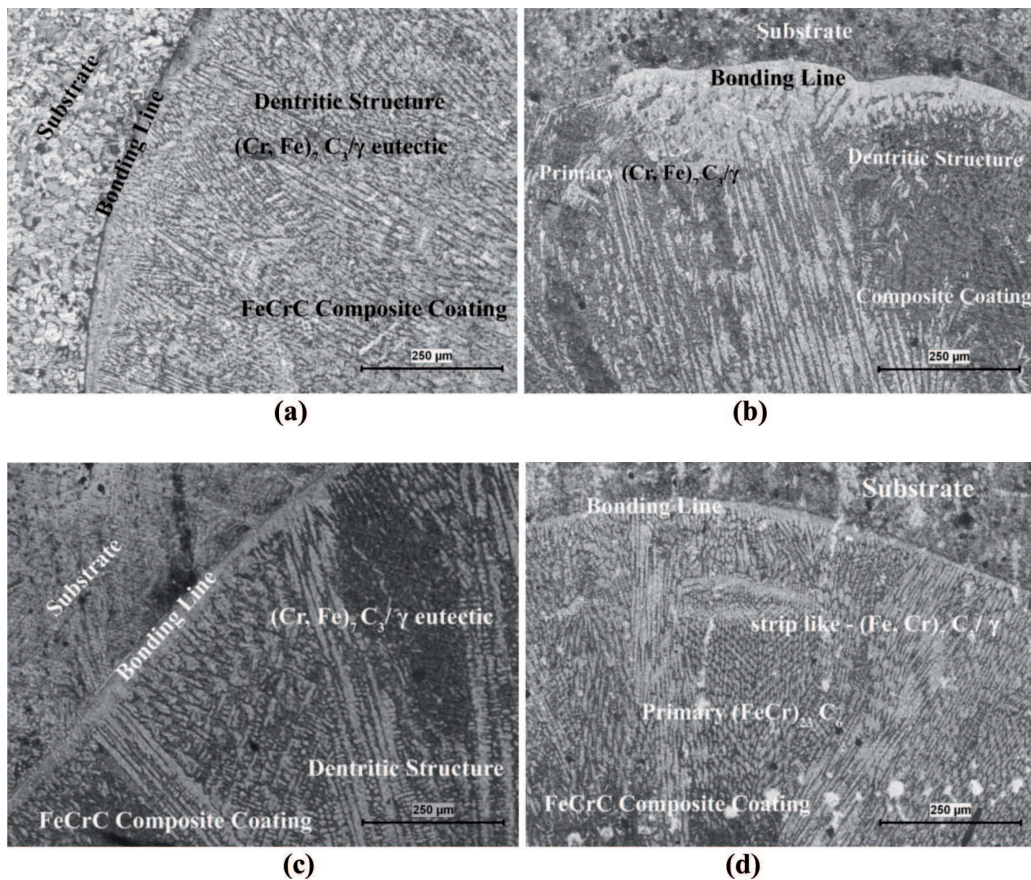 Substrate
Bonding Line
Dentritic Structure
(Cr, Fe)₇ C₃/γ eutectic
FeCrC Composite Coating
250 µm
(a)
Substrate
Bonding Line
Dentritic Structure
Primary (Cr, Fe)₇ C₃/γ
Composite Coating
250 µm
(b)
Substrate
Bonding Line
(Cr, Fe)₇ C₃/γ eutectic
Dentritic Structure
FeCrC Composite Coating
250 µm
(c)
Substrate
Bonding Line
strip like - (Fe, Cr)₇ C₃/γ
Primary (FeCr)₂₃ C₆
FeCrC Composite Coating
250 µm
(d)